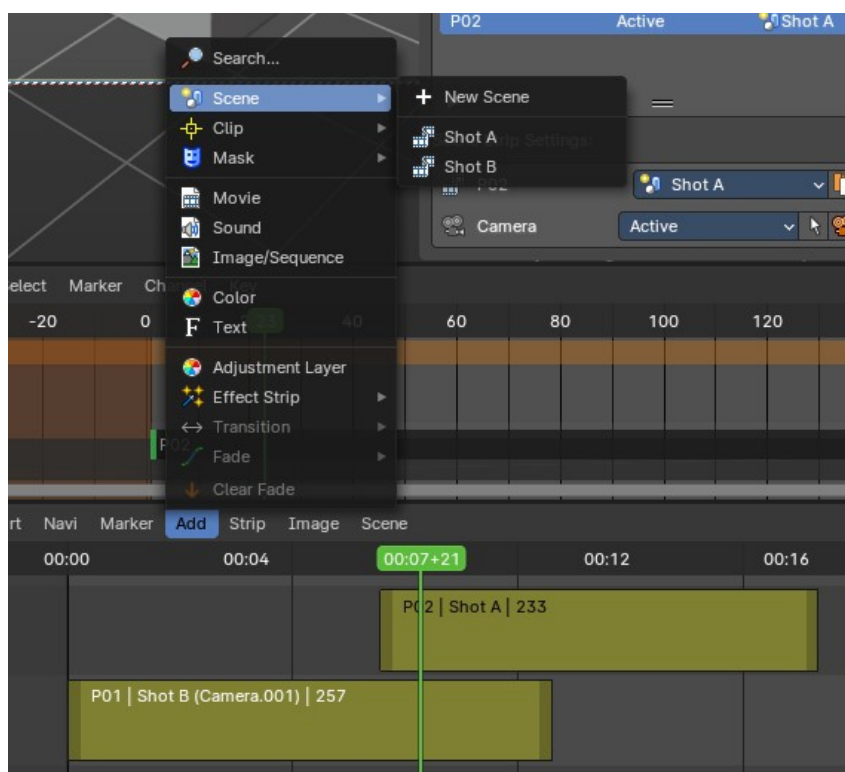 P02 Active Shot A
Search...
Scene
New Scene
Clip
Shot A
Mask
Shot B
Shot A
Movie
Sound
Camera Active
Image/Sequence
elect Marker
Color
-20 0 40 60 80 100 120
Text
Adjustment Layer
Effect Strip
Transition
P02
Fade
Clear Fade
rt Navi Marker Add Strip Image Scene
00:00 00:04 00:07+21 00:12 00:16
P02 | Shot A | 233
P01 | Shot B (Camera.001) | 257